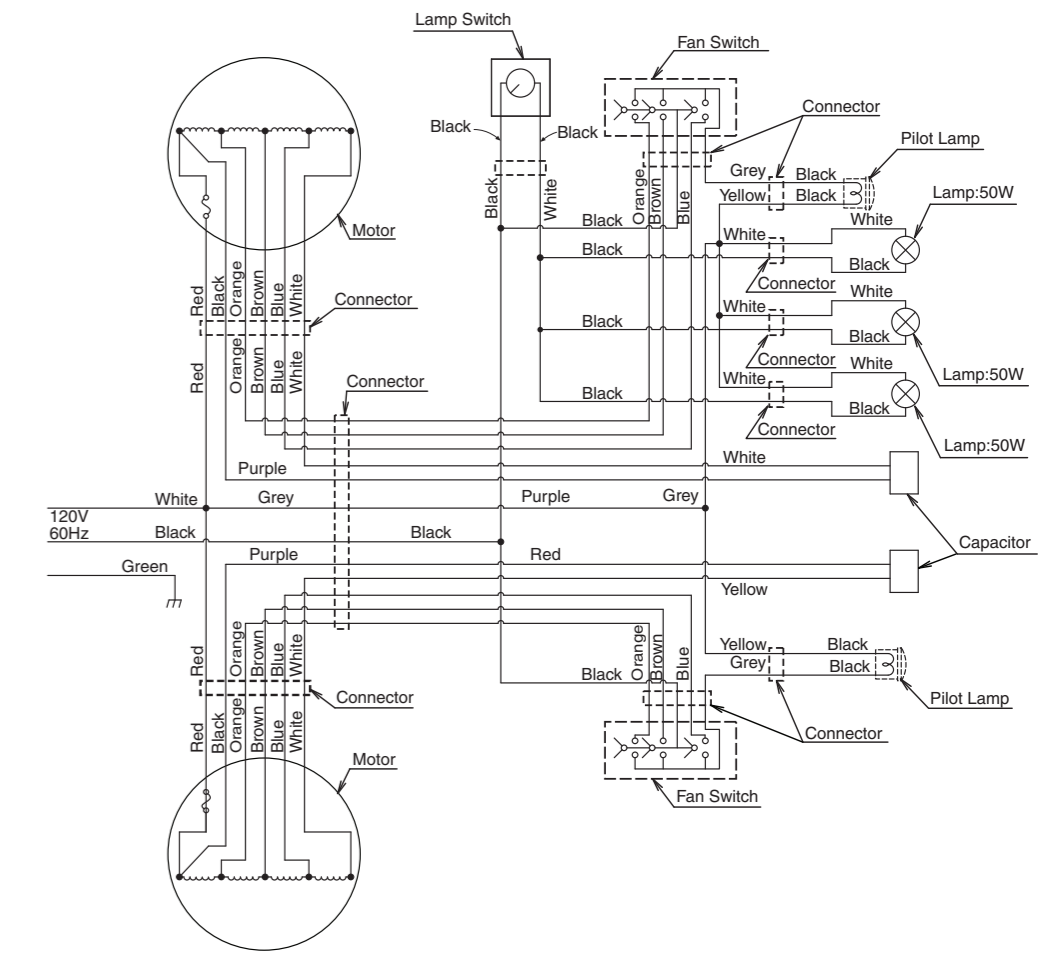 Lamp Switch
Fan Switch
Connector
Black
Black
Pilot Lamp
Grey
Black
Yellow
Black
Lamp:50W
Black
White
Orange
Brown
Blue
Black
White
White
Motor
Black
Black
Connector
White
White
Red
Black
Orange
Brown
Blue
White
Connector
Black
Black
Connector
Lamp:50W
Red
Orange
Brown
Blue
White
Connector
White
White
Black
Black
Connector
Lamp:50W
White
Purple
White
Grey
Purple
Grey
120V
60Hz
Black
Black
Capacitor
Purple
Red
Green
Yellow
Red
Orange
Brown
Blue
White
Orange
Brown
Blue
Yellow
Black
Grey
Black
Black
Connector
Pilot Lamp
Red
Black
Orange
Brown
Blue
White
Connector
Motor
Fan Switch